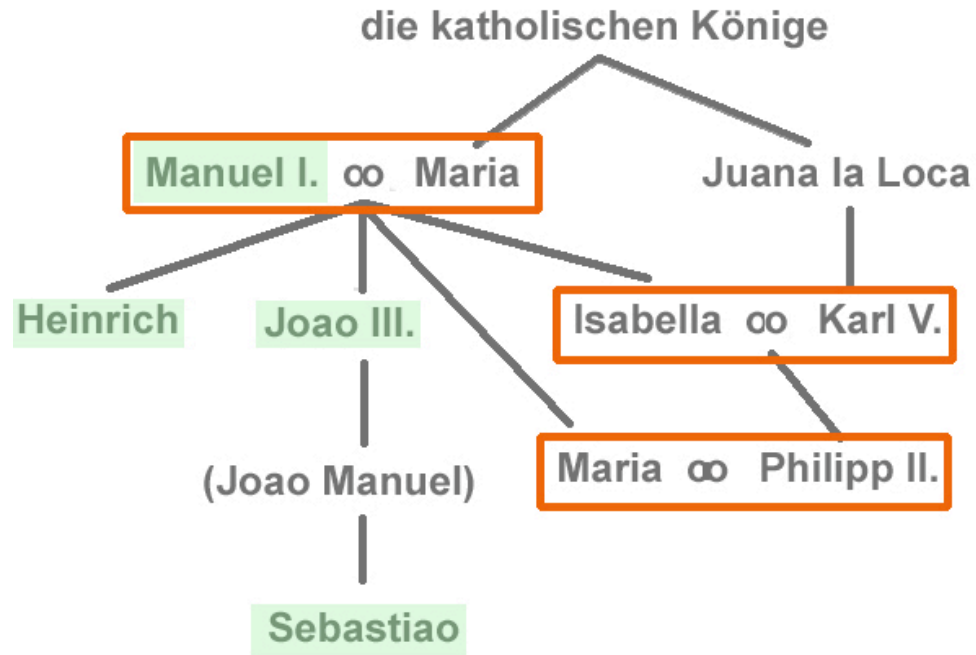 die katholischen Könige
Manuel I. ∞ Maria
Juana la Loca
Heinrich
Joao III.
Isabella ∞ Karl V.
Maria ∞ Philipp II.
(Joao Manuel)
Sebastiao